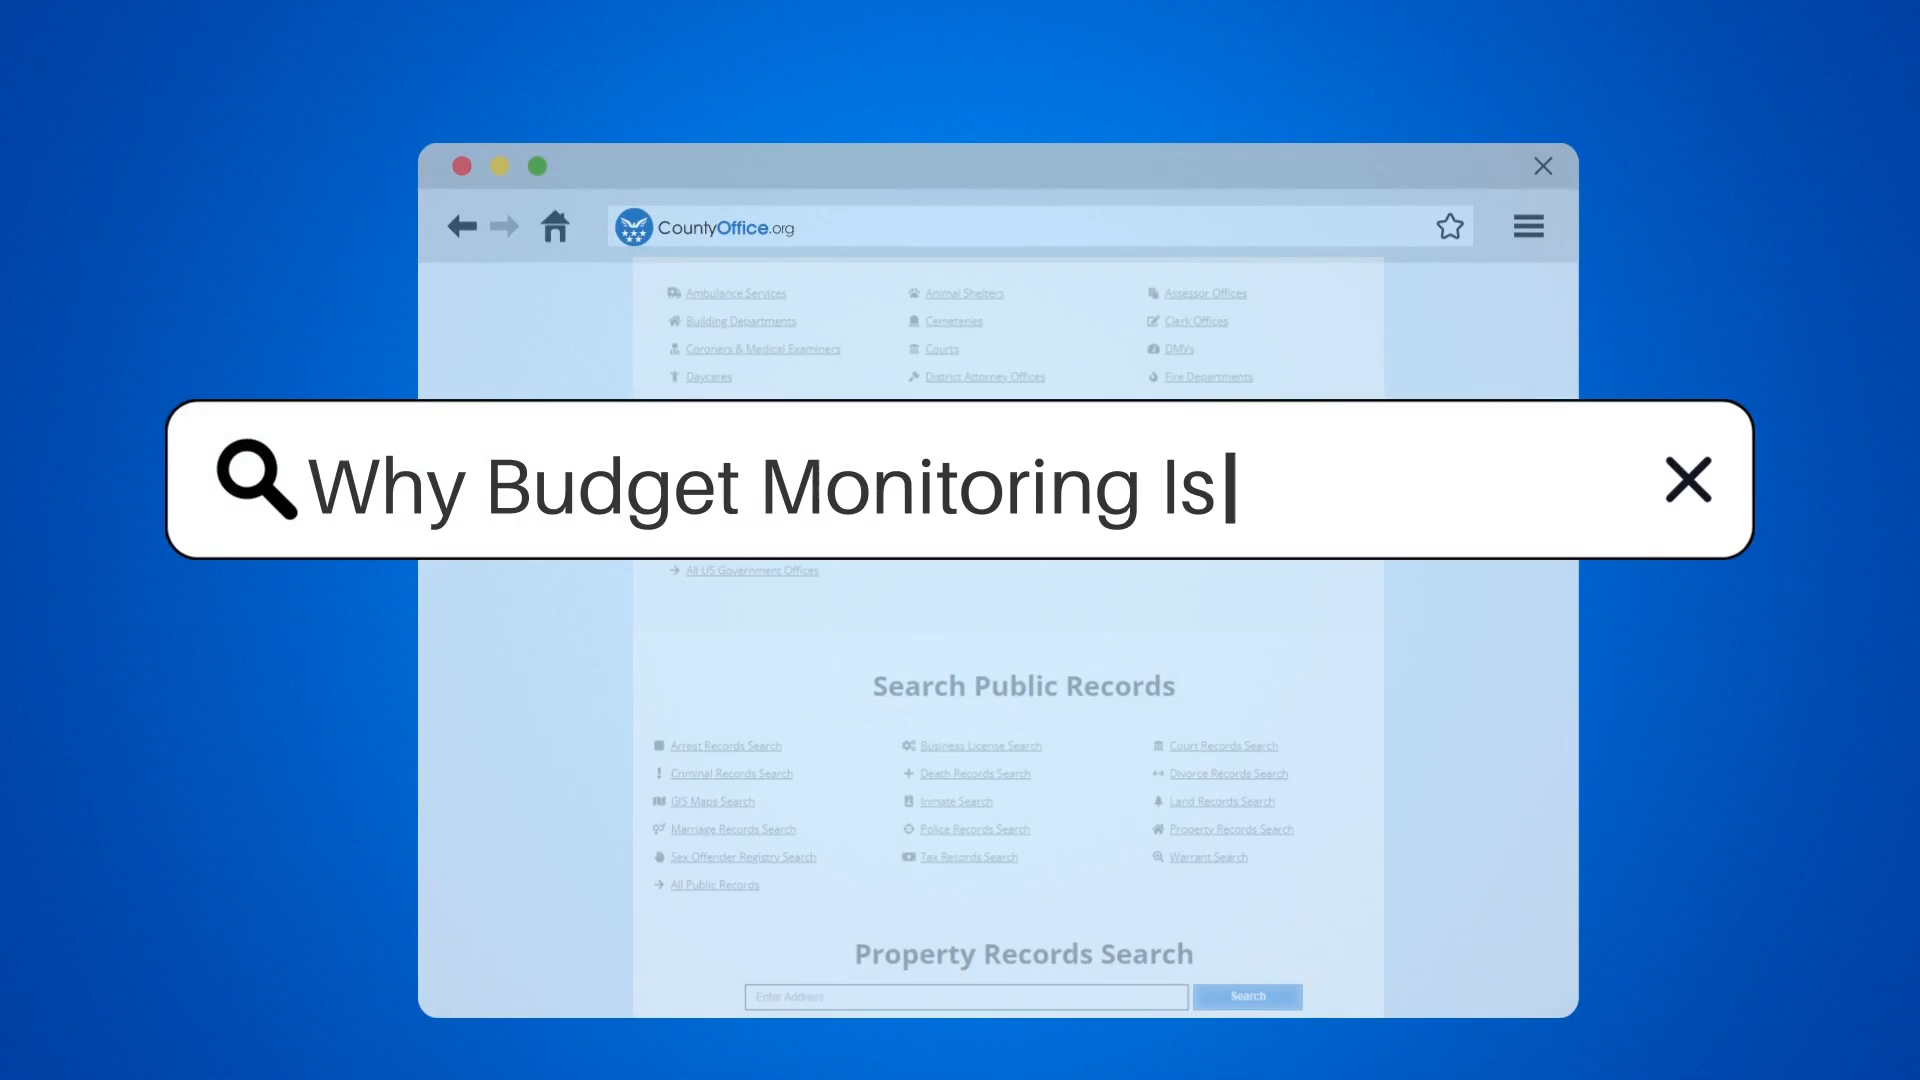 CountyOffice.org
Ambulance Services Animal Shelters Assessor Offices
Building Departments Cemeteries Clerk Offices
Coroners & Medical Examiners Courts DMVs
Daycares District Attorney Offices Fire Departments
Why Budget Monitoring Is
All US Government Offices
Search Public Records
Arrest Records Search Business License Search Court Records Search
Criminal Records Search Death Records Search Divorce Records Search
GIS Maps Search Inmate Search Land Records Search
Marriage Records Search Police Records Search Property Records Search
Sex Offender Registry Search Tax Records Search Warrant Search
All Public Records
Property Records Search
Enter Address Search